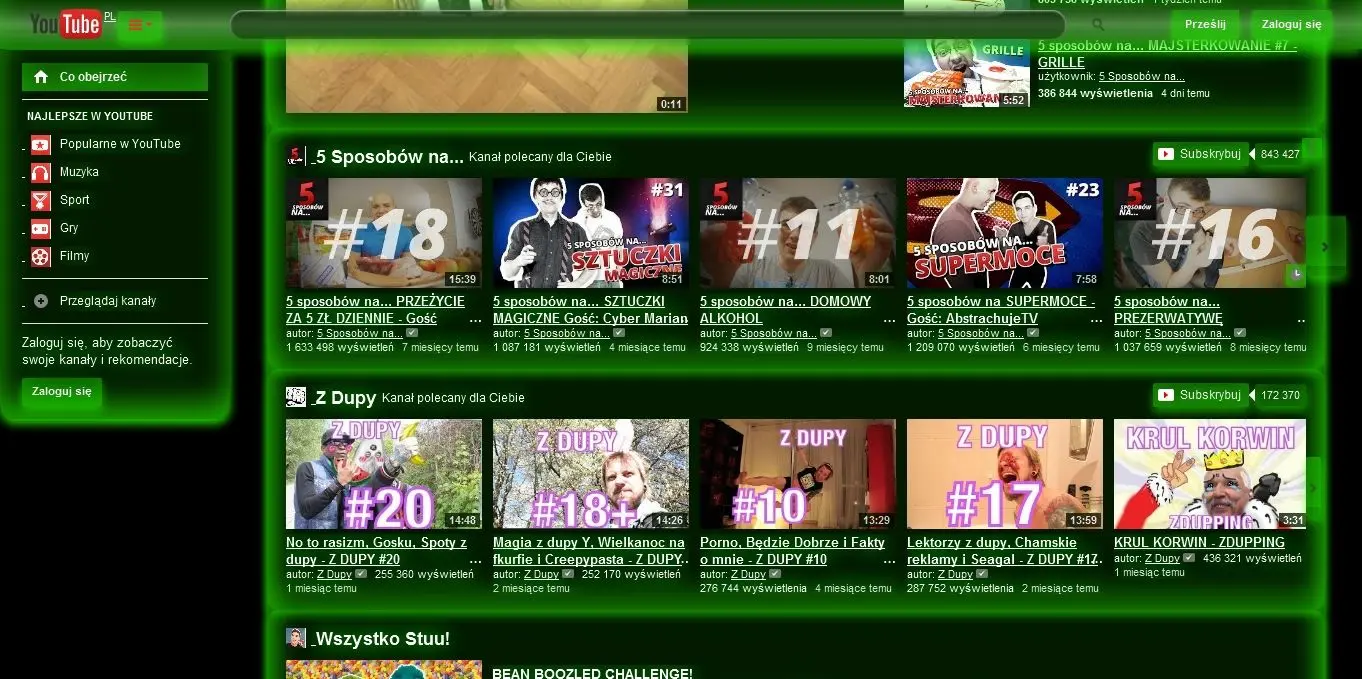 YouTube PL
Prześlij
Zaloguj się
Co obejrzeć
NAJLEPSZE W YOUTUBE
Popularne w YouTube
Muzyka
Sport
Gry
Filmy
Przeglądaj kanały
Zaloguj się, aby zobaczyć
swoje kanały i rekomendacje.
Zaloguj się
0:11
GRILLE
5 SPOSOBÓW NA...
MAJSTERKOWAN
5:52
5 sposobów na... MAJSTERKOWANIE #7 -
GRILLE
użytkownik: 5 Sposobów na...
386 844 wyświetlenia 4 dni temu
5 Sposobów na... Kanał polecany dla Ciebie
Subskrybuj 843 427
5 SPOSOBÓW NA...
#18
15:39
5 sposobów na... PRZEŻYCIE
ZA 5 ZŁ DZIENNIE - Gość ...
autor: 5 Sposobów na...
1 633 498 wyświetleń 7 miesięcy temu
#31
5 SPOSOBÓW NA...
SZTUCZKI
MAGICZNE
8:51
5 sposobów na... SZTUCZKI
MAGICZNE Gość: Cyber Marian
autor: 5 Sposobów na...
1 087 181 wyświetleń 4 miesiące temu
5 SPOSOBÓW NA...
#11
8:01
5 sposobów na... DOMOWY
ALKOHOL ...
autor: 5 Sposobów na...
924 338 wyświetleń 9 miesięcy temu
#23
5 SPOSOBÓW NA...
SUPERMOCE
7:58
5 sposobów na SUPERMOCE -
Gość: AbstrachujeTV ...
autor: 5 Sposobów na...
1 209 070 wyświetleń 6 miesięcy temu
5 SPOSOBÓW NA...
#16
5 sposobów na...
PREZERWATYWĘ ..
autor: 5 Sposobów na...
1 037 659 wyświetleń 8 miesięcy temu
Z Dupy Kanał polecany dla Ciebie
Subskrybuj 172 370
Z DUPY
#20
14:48
No to rasizm, Gosku, Spoty z
dupy - Z DUPY #20 ...
autor: Z Dupy 255 360 wyświetleń
1 miesiąc temu
Z DUPY
#18+
14:26
Magia z dupy Y, Wielkanoc na
fkurfie i Creepypasta - Z DUPY..
autor: Z Dupy 252 170 wyświetleń
2 miesiące temu
Z DUPY
#10
13:29
Porno, Będzie Dobrze i Fakty
o mnie - Z DUPY #10 ...
autor: Z Dupy
276 744 wyświetlenia 4 miesiące temu
Z DUPY
#17
13:59
Lektorzy z dupy, Chamskie
reklamy i Seagal - Z DUPY #17..
autor: Z Dupy
287 752 wyświetlenia 2 miesiące temu
KRUL KORWIN
ZDUPPING
3:31
KRUL KORWIN - ZDUPPING
autor: Z Dupy 436 321 wyświetleń
1 miesiąc temu
Wszystko Stuu!
BEAN BOOZLED CHALLENGE!